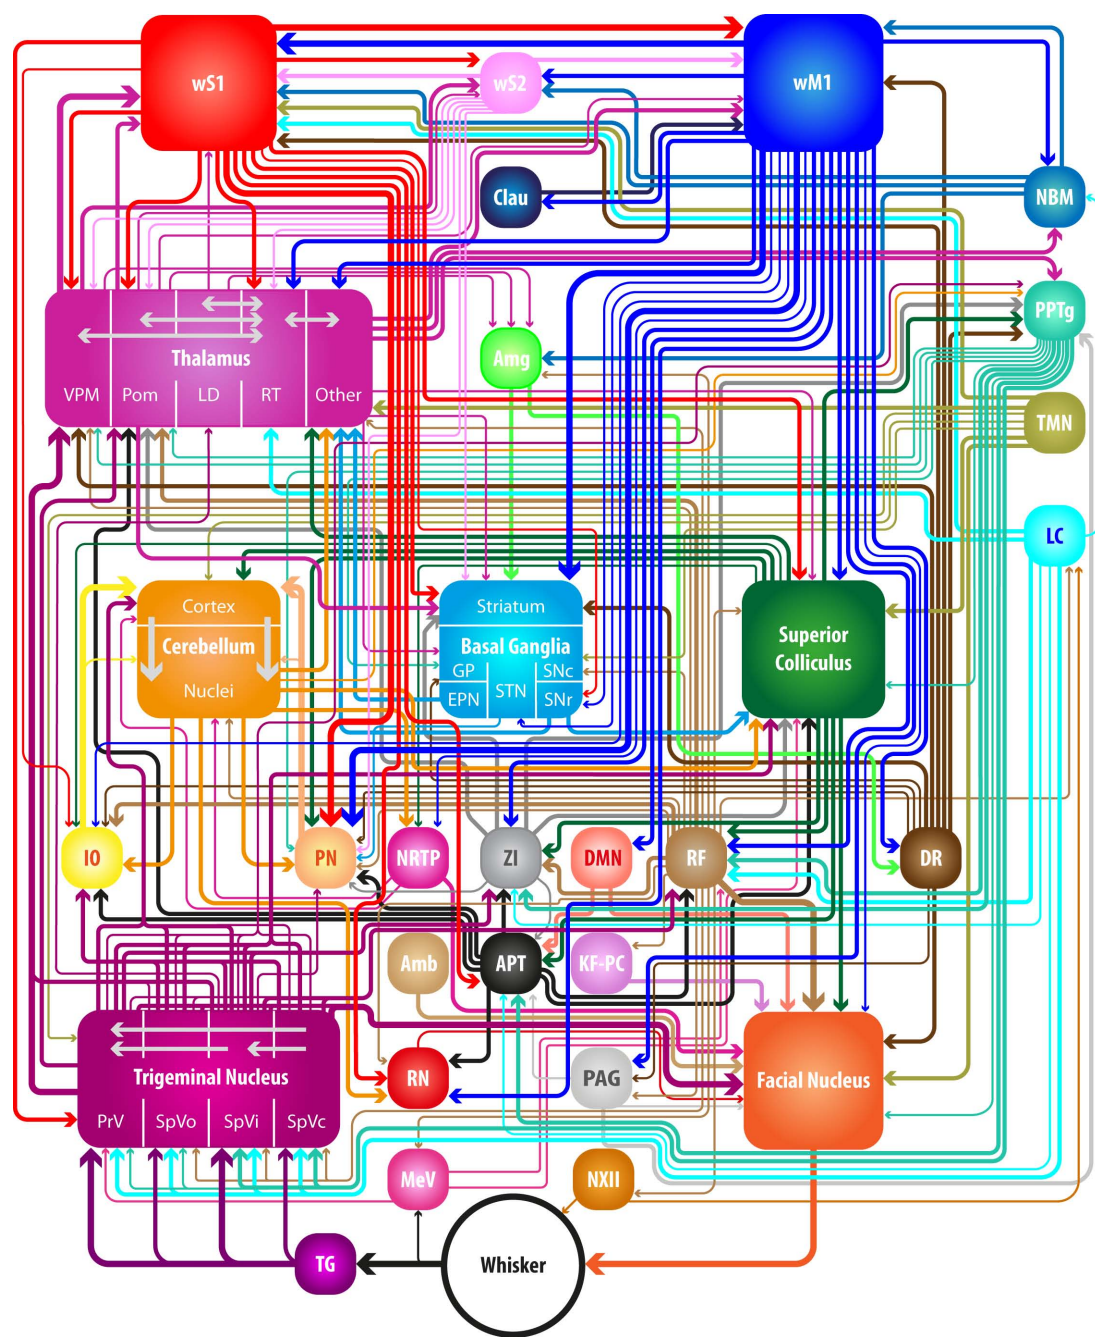 wS1
wS2
wM1
Clau
NBM
PPTg
Thalamus
VPM Pom LD RT Other
Amg
TMN
LC
Cortex
Cerebellum
Nuclei
Striatum
Basal Ganglia
GP STN SNc
EPN SNr
Superior
Colliculus
IO
PN
NRTP
ZI
DMN
RF
DR
Amb
APT
KF-PC
Trigeminal Nucleus
PrV SpVo SpVi SpVc
RN
PAG
Facial Nucleus
MeV
NXII
TG
Whisker